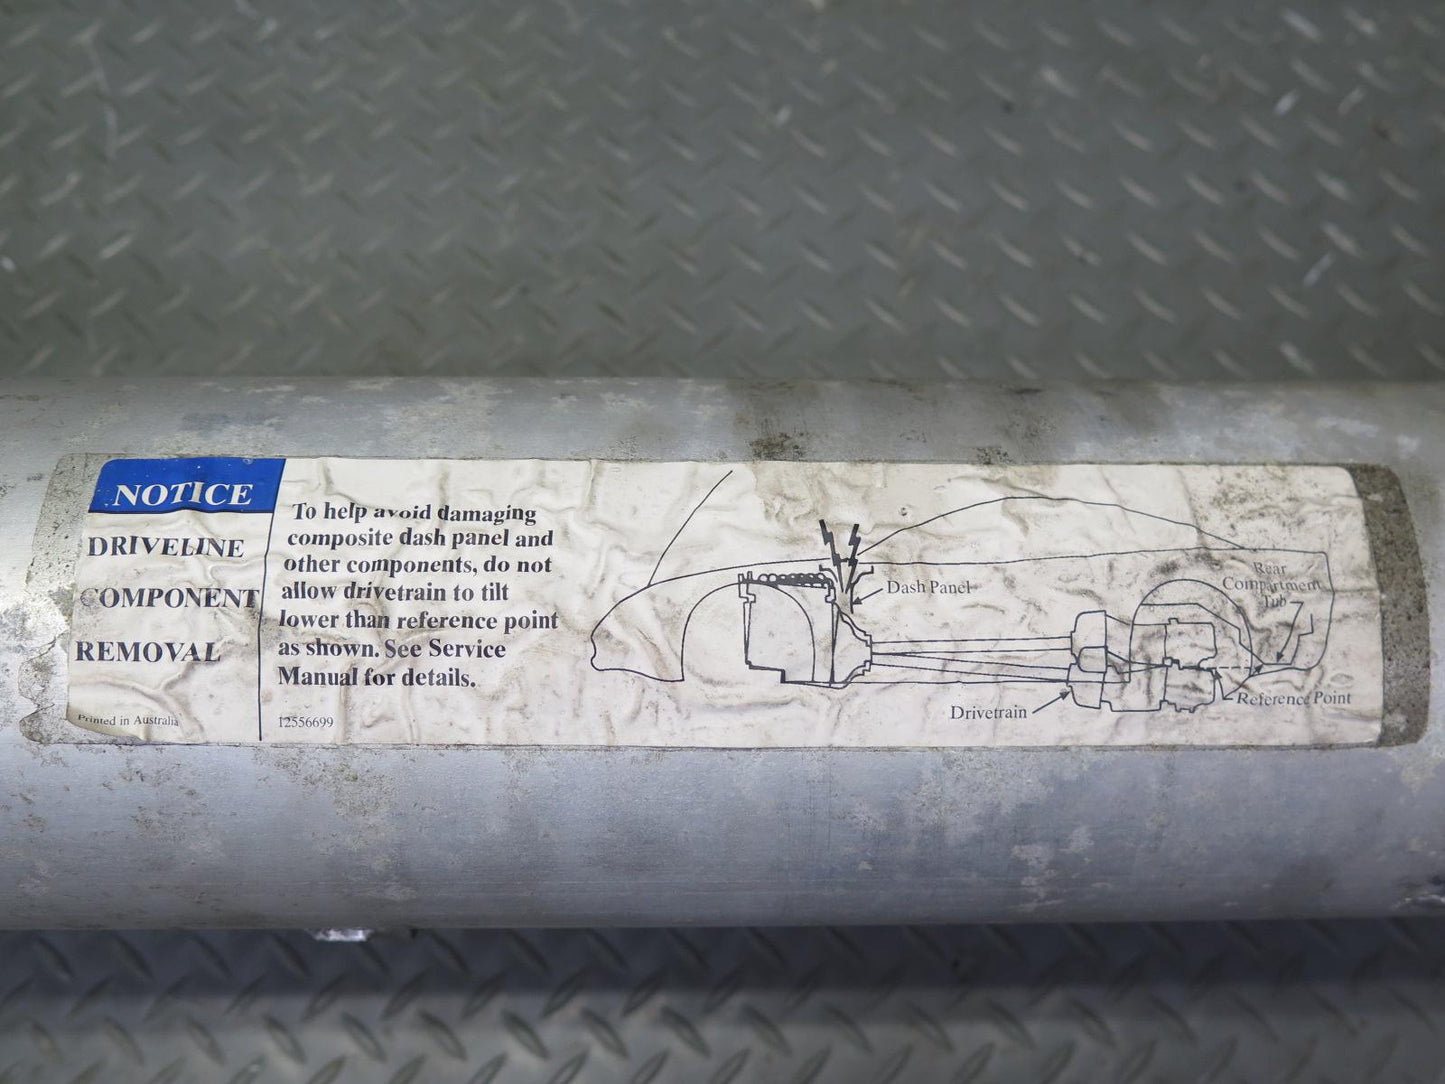 NOTICE
DRIVELINE
COMPONENT
REMOVAL
Printed in Australia
To help avoid damaging
composite dash panel and
other components, do not
allow drivetrain to tilt
lower than reference point
as shown. See Service
Manual for details.
12556699
Dash Panel
Rear
Compartment
Tub
Reference Point
Drivetrain